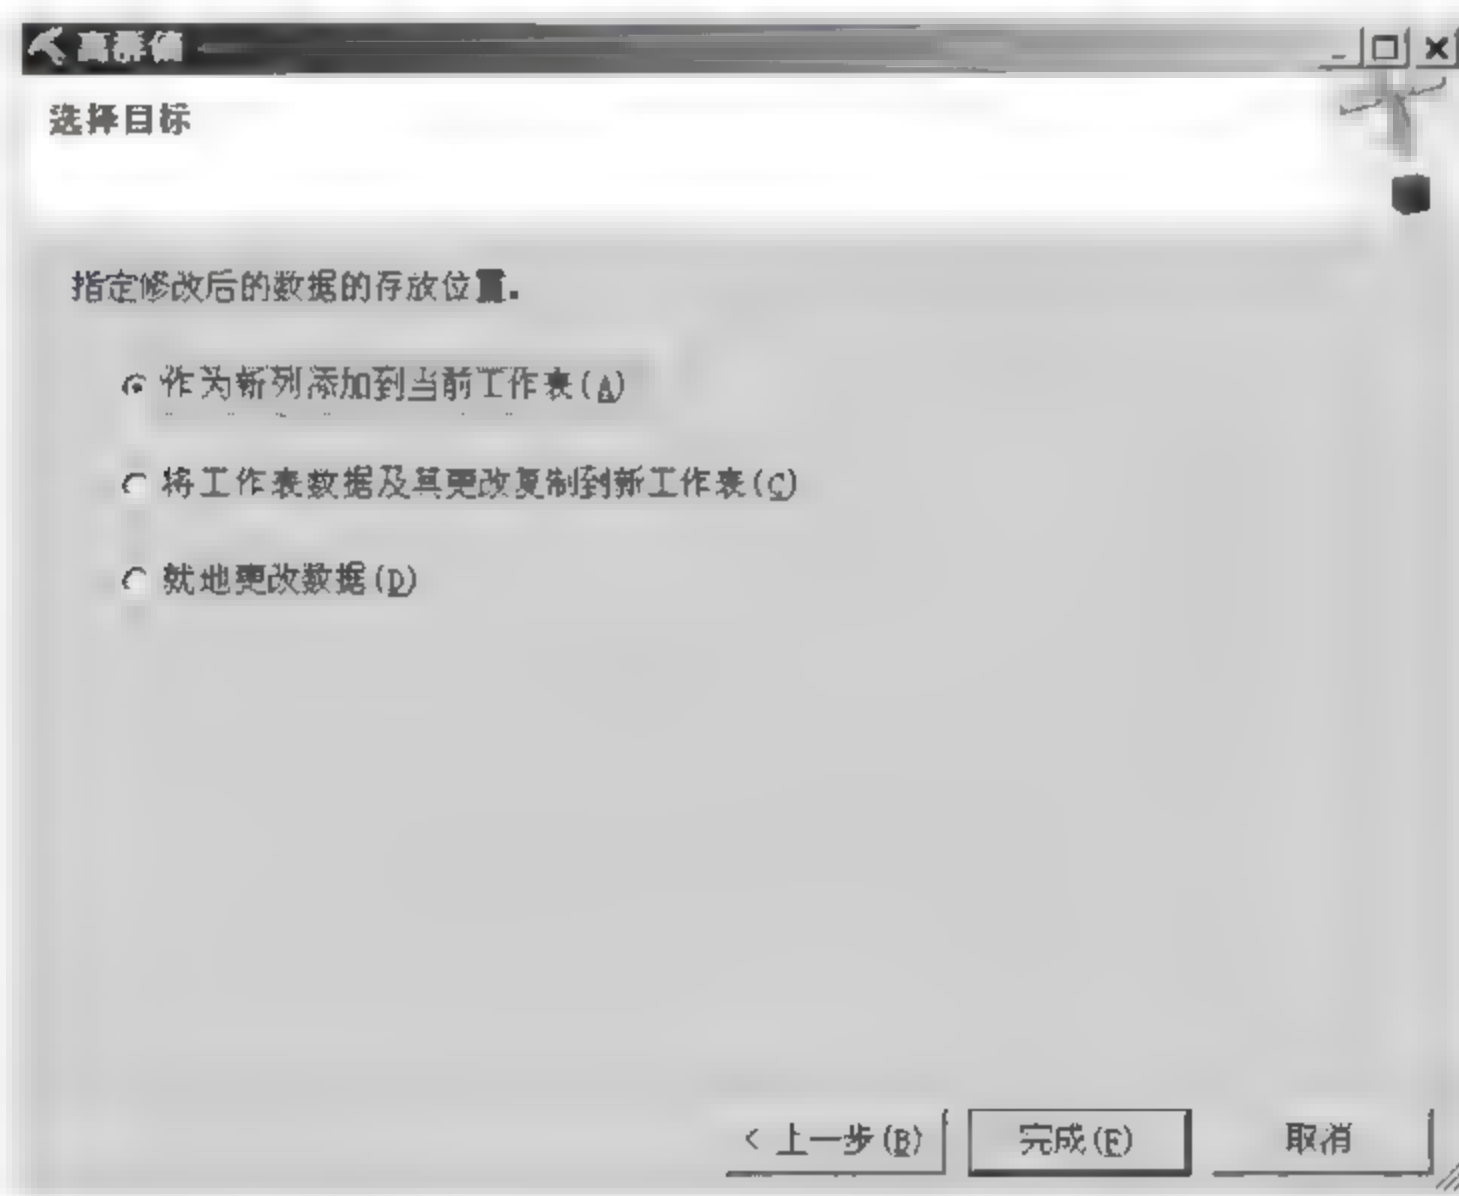 离群值
选择目标
指定修改后的数据的存放位置.
作为新列添加到当前工作表(A)
将工作表数据及其更改复制到新工作表(C)
就地更改数据(D)
< 上一步(B)
完成(F)
取消